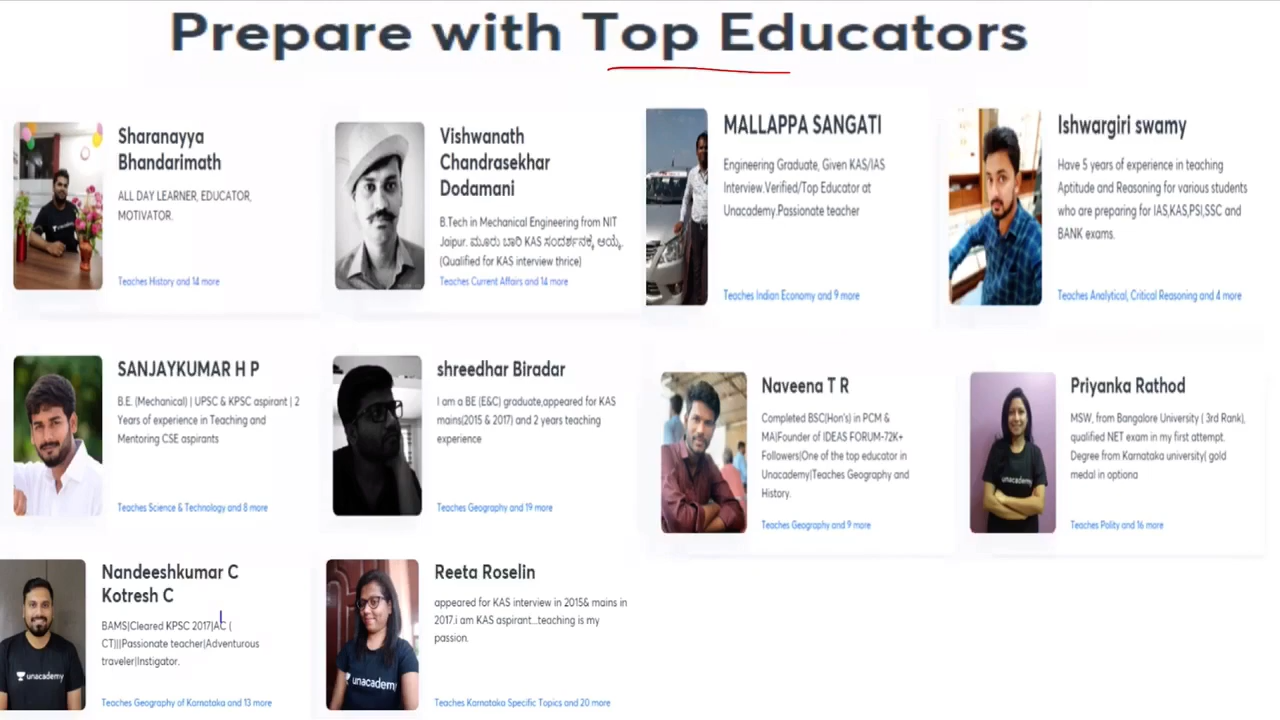 Prepare with Top Educators
Sharanayya
Bhandarimath
ALL DAY LEARNER, EDUCATOR,
MOTIVATOR.
Teaches History and 14 more
Vishwanath
Chandrasekhar
Dodamani
B.Tech in Mechanical Engineering from NIT
Jaipur. ಮೂರು ಬಾರಿ KAS ಸಂದರ್ಶನಕ್ಕೆ ಆಯ್ಕೆ.
(Qualified for KAS interview thrice)
Teaches Current Affairs and 14 more
MALLAPPA SANGATI
Engineering Graduate, Given KAS/IAS
Interview.Verified/Top Educator at
Unacademy.Passionate teacher
Teaches Indian Economy and 9 more
Ishwargiri swamy
Have 5 years of experience in teaching
Aptitude and Reasoning for various students
who are preparing for IAS,KAS,PSI,SSC and
BANK exams.
Teaches Analytical, Critical Reasoning and 4 more
SANJAYKUMAR H P
B.E. (Mechanical) | UPSC & KPSC aspirant | 2
Years of experience in Teaching and
Mentoring CSE aspirants
Teaches Science & Technology and 8 more
shreedhar Biradar
I am a BE (E&C) graduate,appeared for KAS
mains(2015 & 2017) and 2 years teaching
experience
Teaches Geography and 19 more
Naveena T R
Completed BSC(Hon's) in PCM &
MA|Founder of IDEAS FORUM-72K+
Followers|One of the top educator in
Unacademy|Teaches Geography and
History.
Teaches Geography and 9 more
Priyanka Rathod
MSW, from Bangalore University ( 3rd Rank),
qualified NET exam in my first attempt.
Degree from Karnataka university( gold
medal in optiona
Teaches Polity and 16 more
unacademy
Nandeeshkumar C
Kotresh C
BAMS|Cleared KPSC 2017|AC (
CT)||Passionate teacher|Adventurous
traveler|Instigator.
Teaches Geography of Karnataka and 13 more
unacademy
Reeta Roselin
appeared for KAS interview in 2015& mains in
2017.i am KAS aspirant...teaching is my
passion.
Teaches Karnataka Specific Topics and 20 more
unacademy